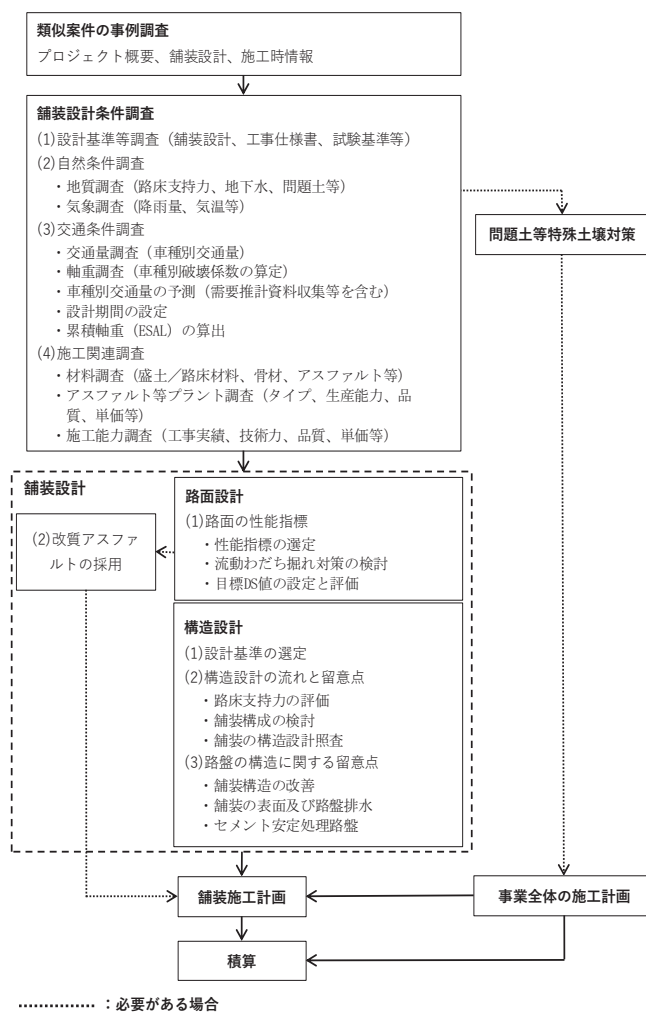 類似案件の事例調査
プロジェクト概要、舗装設計、施工時情報
舗装設計条件調査
(1)設計基準等調査（舗装設計、工事仕様書、試験基準等）
(2)自然条件調査
・地質調査（路床支持力、地下水、問題土等）
・気象調査（降雨量、気温等）
(3)交通条件調査
・交通量調査（車種別交通量）
・軸重調査（車種別破壊係数の算定）
・車種別交通量の予測（需要推計資料収集等を含む）
・設計期間の設定
・累積軸重（ESAL）の算出
(4)施工関連調査
・材料調査（盛土／路床材料、骨材、アスファルト等）
・アスファルト等プラント調査（タイプ、生産能力、品
質、単価等）
・施工能力調査（工事実績、技術力、品質、単価等）
問題土等特殊土壌対策
舗装設計
(2)改質アスファ
ルトの採用
路面設計
(1)路面の性能指標
・性能指標の選定
・流動わだち掘れ対策の検討
・目標DS値の設定と評価
構造設計
(1)設計基準の選定
(2)構造設計の流れと留意点
・路床支持力の評価
・舗装構成の検討
・舗装の構造設計照査
(3)路盤の構造に関する留意点
・舗装構造の改善
・舗装の表面及び路盤排水
・セメント安定処理路盤
舗装施工計画
事業全体の施工計画
積算
：必要がある場合